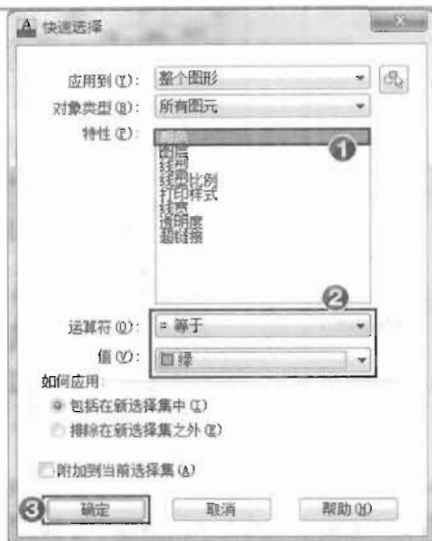 快速选择
应用到(Y): 整个图形
对象类型(B): 所有图元
特性(P):
1
图层
线型
线型比例
打印样式
线宽
透明度
超链接
2
运算符(O): = 等于
值(V): 绿
如何应用:
包括在新选择集中(I)
排除在新选择集之外(E)
附加到当前选择集(A)
3 确定 取消 帮助(H)